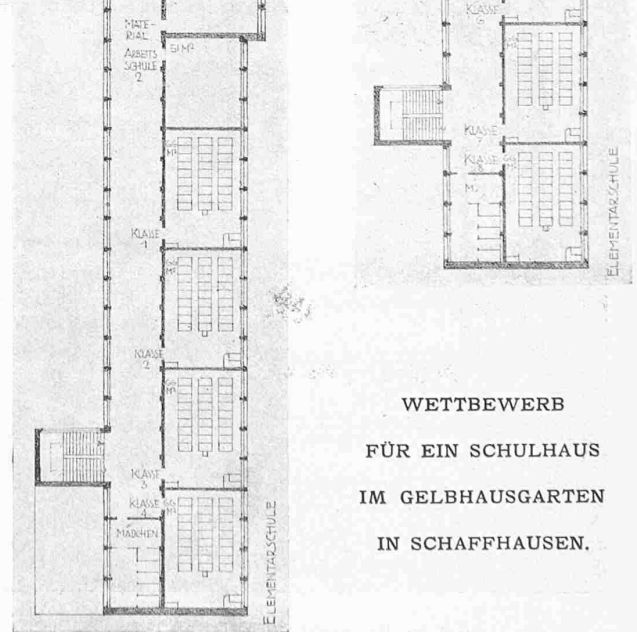 MATE-
RIAL
ARBEITS
SCHULE
2
51 M²
KLASSE
1
KLASSE
2
KLASSE
3
KLASSE
4
MÄDCHEN
ELEMENTARSCHULE
KLASSE
6
KLASSE
7
KLASSE
M.
ELEMENTARSCHULE
WETTBEWERB
FÜR EIN SCHULHAUS
IM GELBHAUSGARTEN
IN SCHAFFHAUSEN.